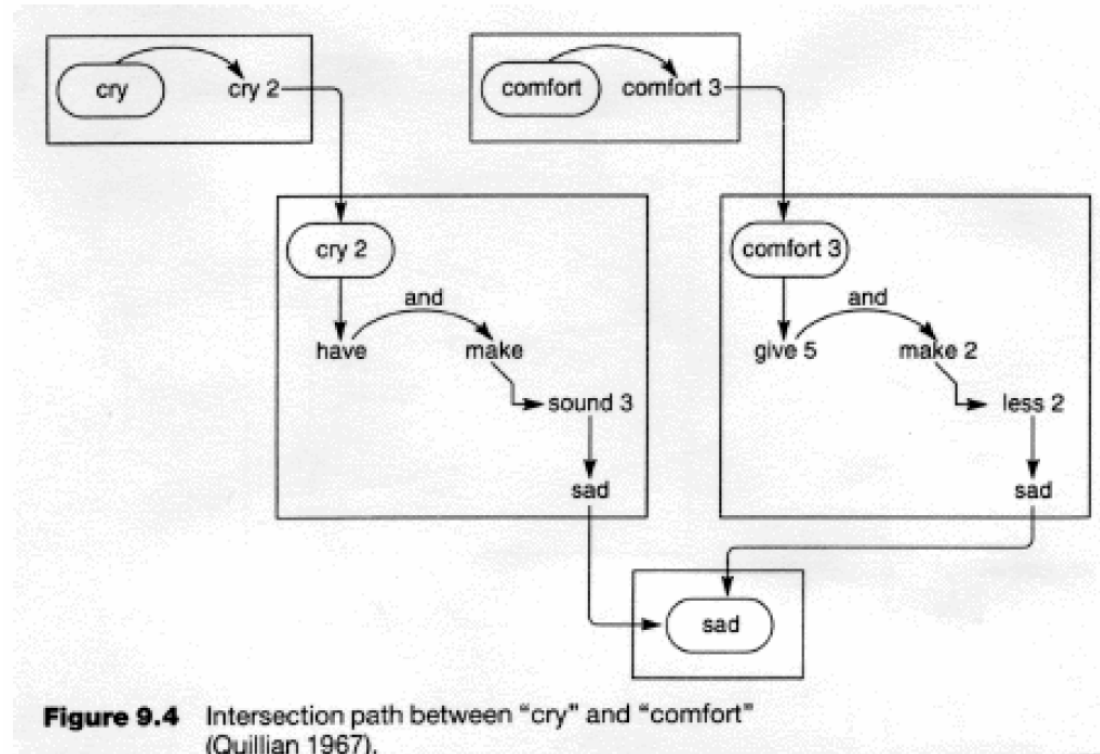 cry cry 2
comfort comfort 3
cry 2
and
have make
sound 3
sad
comfort 3
and
give 5 make 2
less 2
sad
sad
Figure 9.4 Intersection path between "cry" and "comfort"
(Quillian 1967).